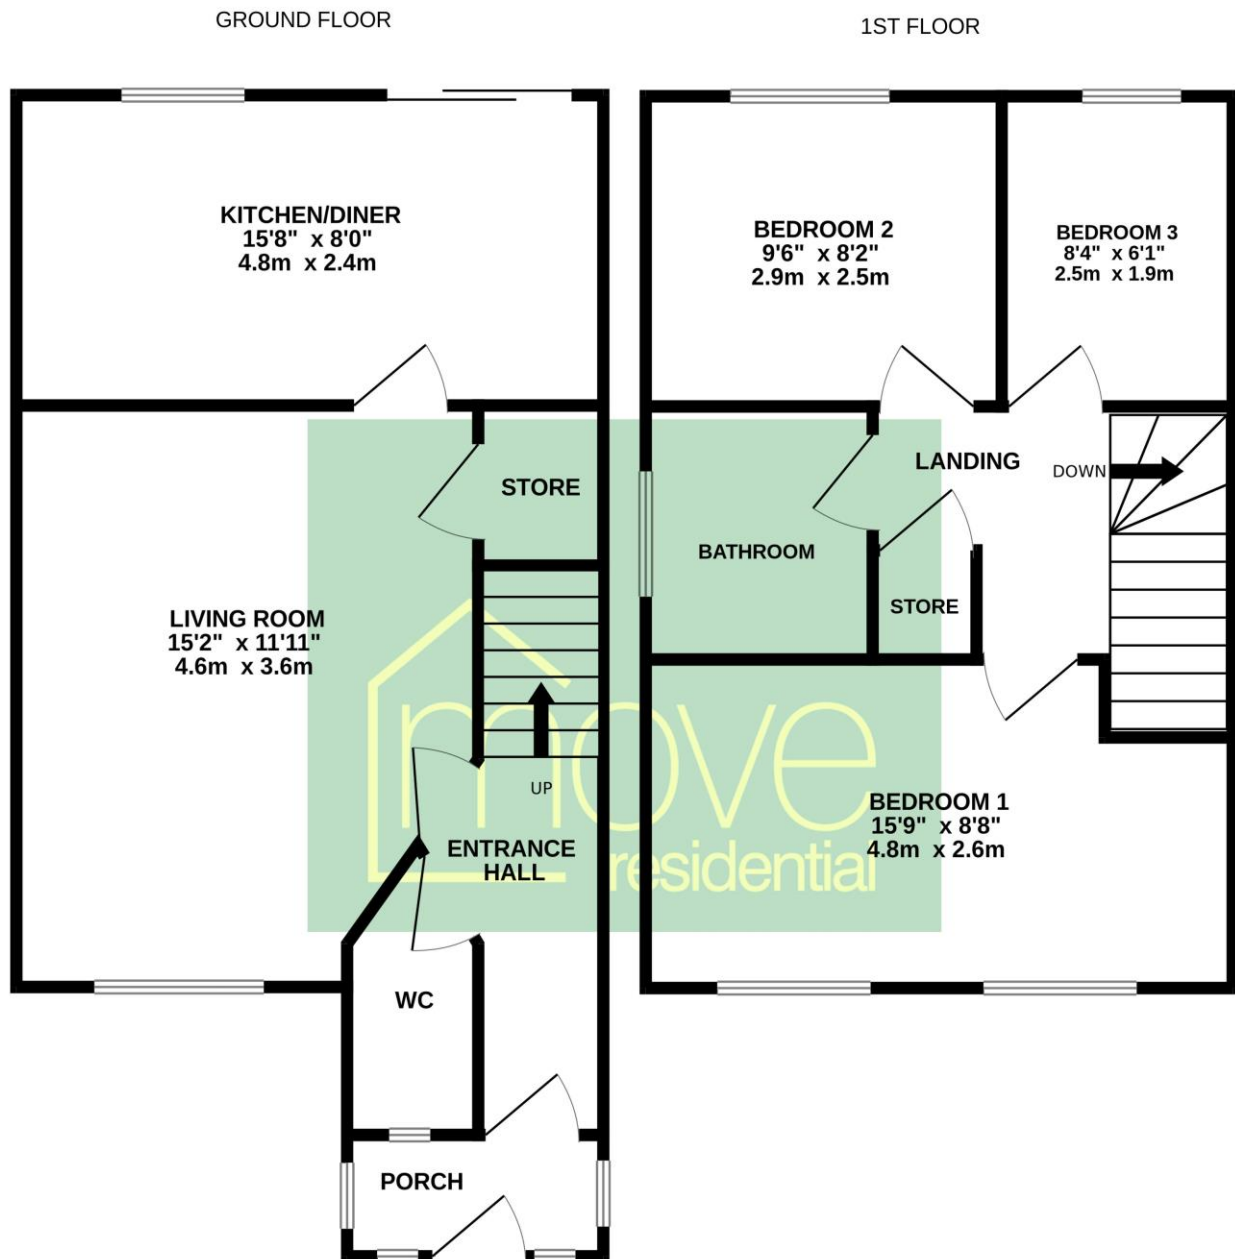 GROUND FLOOR
KITCHEN/DINER
15'8" x 8'0"
4.8m x 2.4m
STORE
LIVING ROOM
15'2" x 11'11"
4.6m x 3.6m
UP
ENTRANCE
HALL
WC
PORCH
1ST FLOOR
BEDROOM 2
9'6" x 8'2"
2.9m x 2.5m
BEDROOM 3
8'4" x 6'1"
2.5m x 1.9m
LANDING
DOWN
BATHROOM
STORE
BEDROOM 1
15'9" x 8'8"
4.8m x 2.6m
move
residential